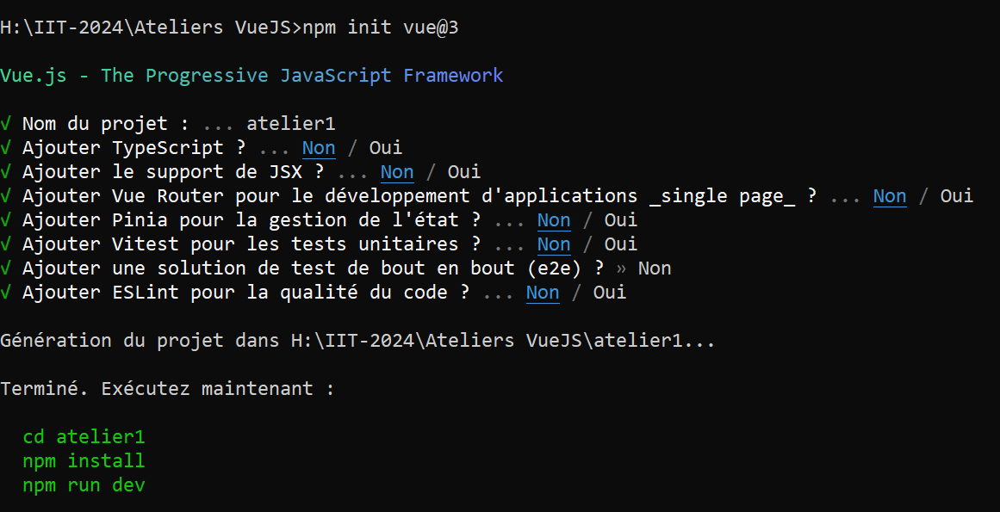 H:\IIT-2024\Ateliers VueJS>npm init vue@3
Vue.js - The Progressive JavaScript Framework
√ Nom du projet : ... atelier1
√ Ajouter TypeScript ? ... Non / Oui
√ Ajouter le support de JSX ? ... Non / Oui
√ Ajouter Vue Router pour le développement d'applications _single page_ ? ... Non / Oui
√ Ajouter Pinia pour la gestion de l'état ? ... Non / Oui
√ Ajouter Vitest pour les tests unitaires ? ... Non / Oui
√ Ajouter une solution de test de bout en bout (e2e) ? » Non
√ Ajouter ESLint pour la qualité du code ? ... Non / Oui
Génération du projet dans H:\IIT-2024\Ateliers VueJS\atelier1...
Terminé. Exécutez maintenant :
cd atelier1
npm install
npm run dev